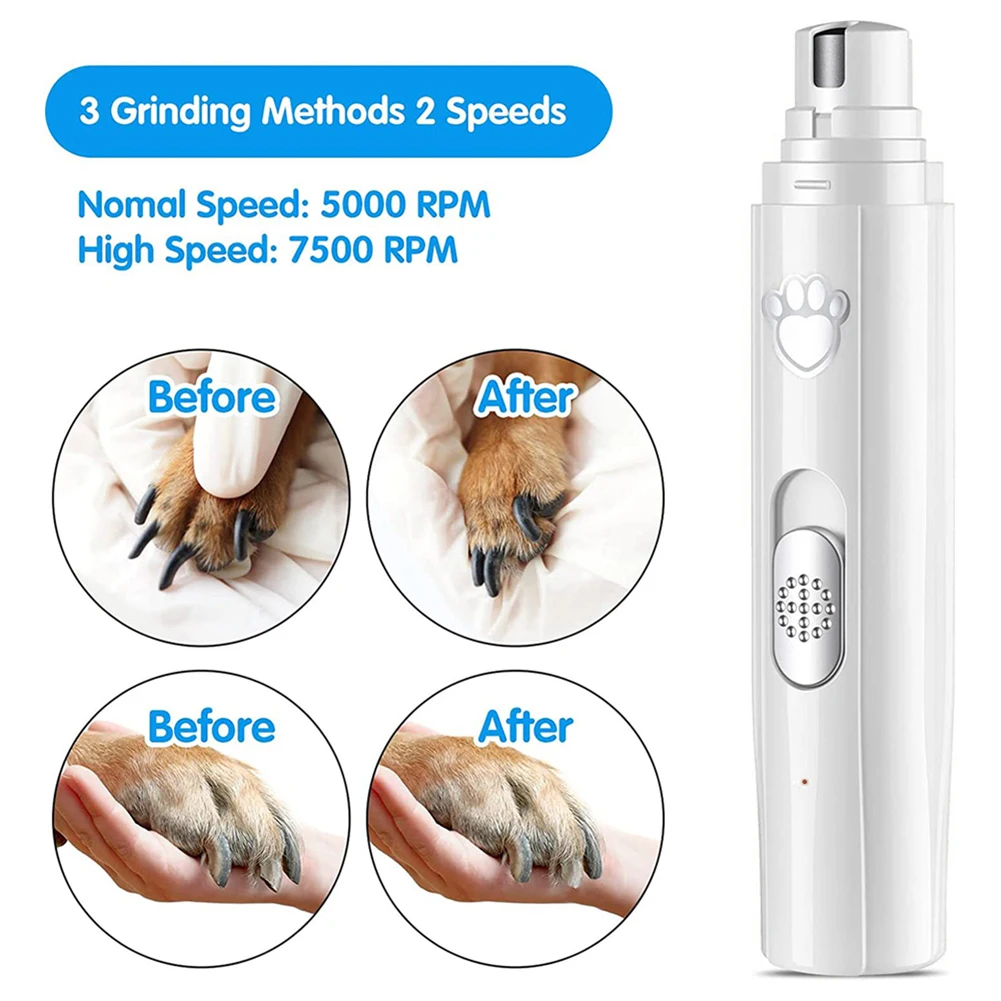 3 Grinding Methods 2 Speeds
Nomal Speed: 5000 RPM
High Speed: 7500 RPM
Before
After
Before
After